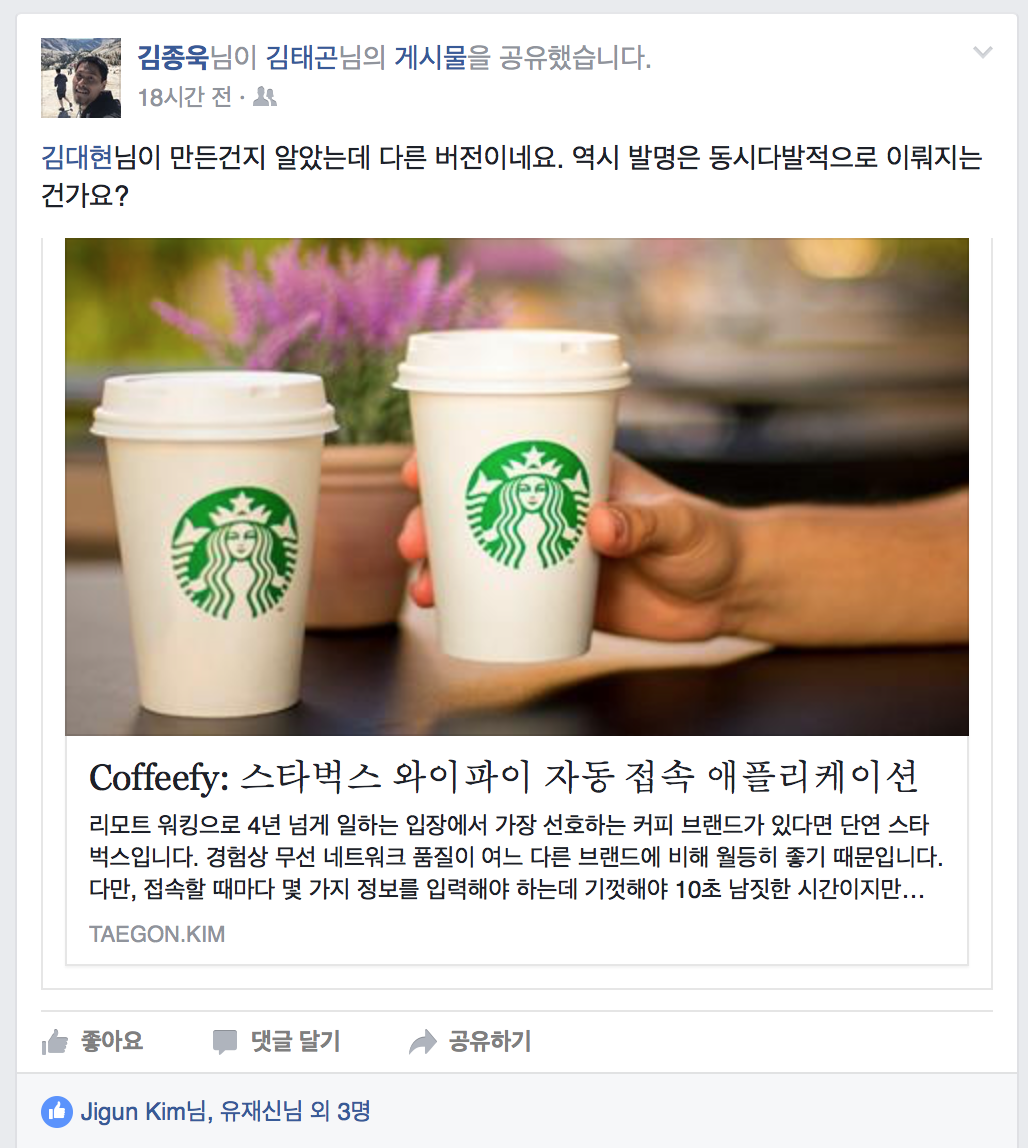 김종욱님이 김태곤님의 게시물을 공유했습니다.
18시간 전 ·
김대현님이 만든건지 알았는데 다른 버전이네요. 역시 발명은 동시다발적으로 이뤄지는
건가요?
Coffeefy: 스타벅스 와이파이 자동 접속 애플리케이션
리모트 워킹으로 4년 넘게 일하는 입장에서 가장 선호하는 커피 브랜드가 있다면 단연 스타
벅스입니다. 경험상 무선 네트워크 품질이 여느 다른 브랜드에 비해 월등히 좋기 때문입니다.
다만, 접속할 때마다 몇 가지 정보를 입력해야 하는데 기껏해야 10초 남짓한 시간이지만...
TAEGON.KIM
좋아요 댓글 달기 공유하기
Jigun Kim님, 유재신님 외 3명